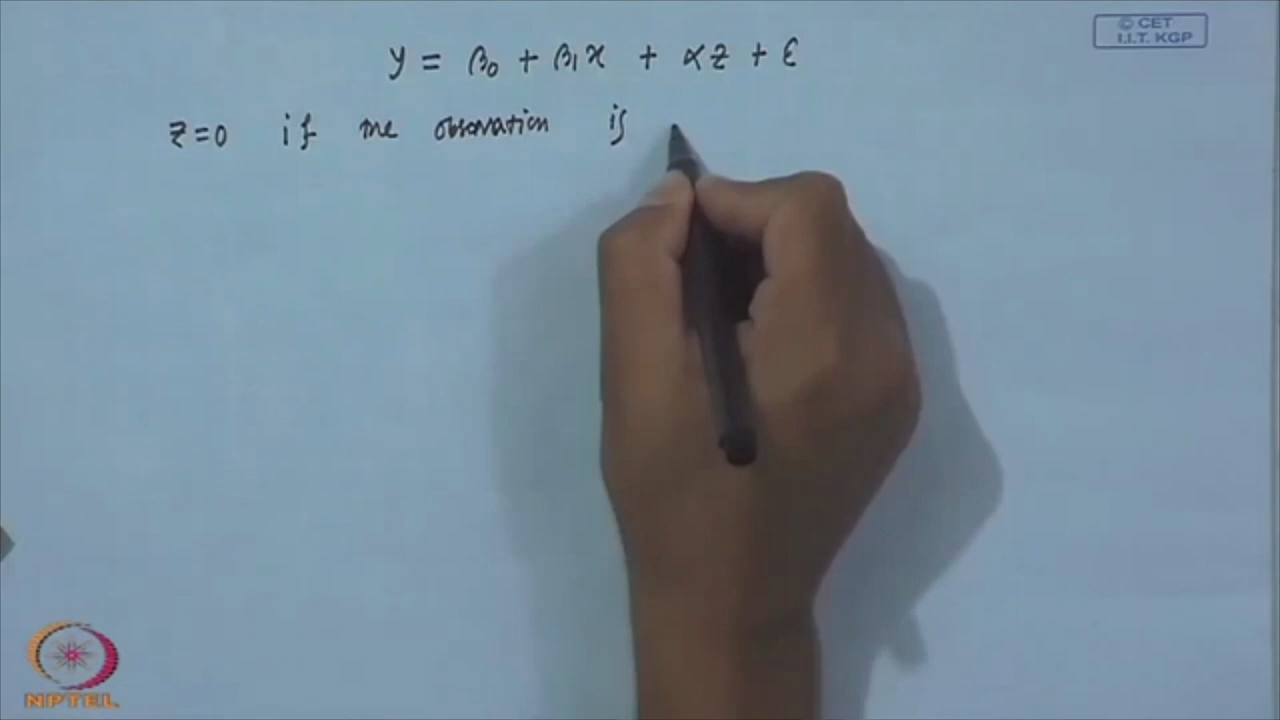 © CET
I.I.T. KGP
y = β₀ + β₁x + αz + ε
z=0 if the observation is
NPTEL